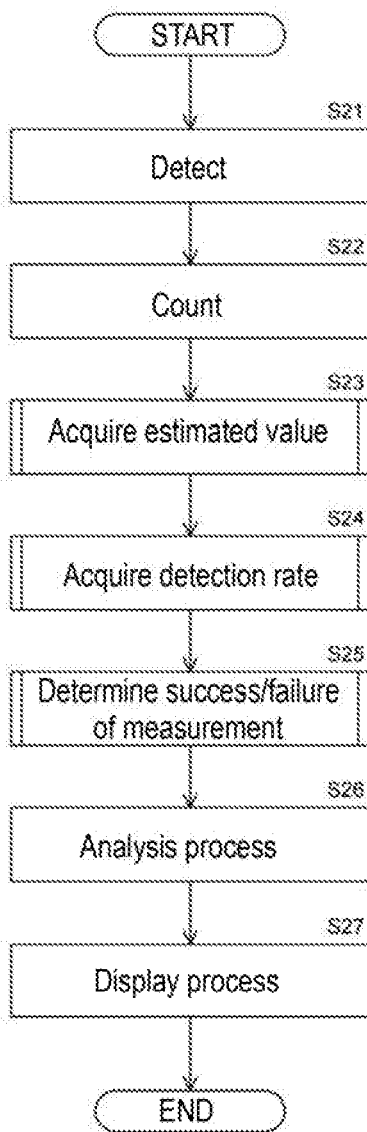 START
S21
Detect
S22
Count
S23
Acquire estimated value
S24
Acquire detection rate
S25
Determine success/failure
of measurement
S26
Analysis process
S27
Display process
END